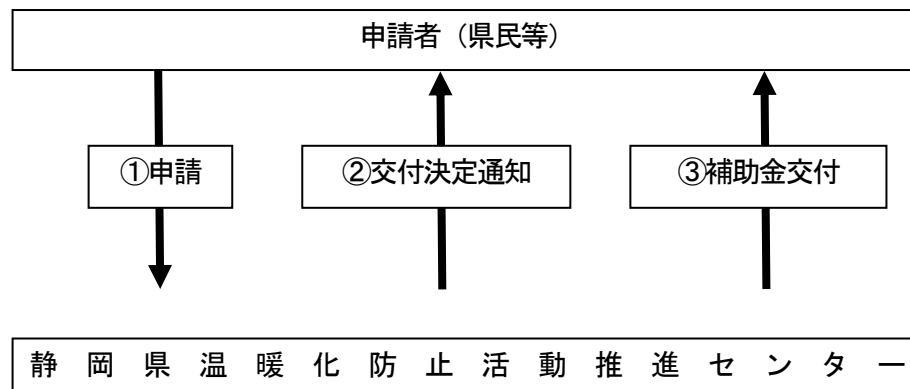 申請者（県民等）
①申請
②交付決定通知
③補助金交付
静岡県温暖化防止活動推進センター